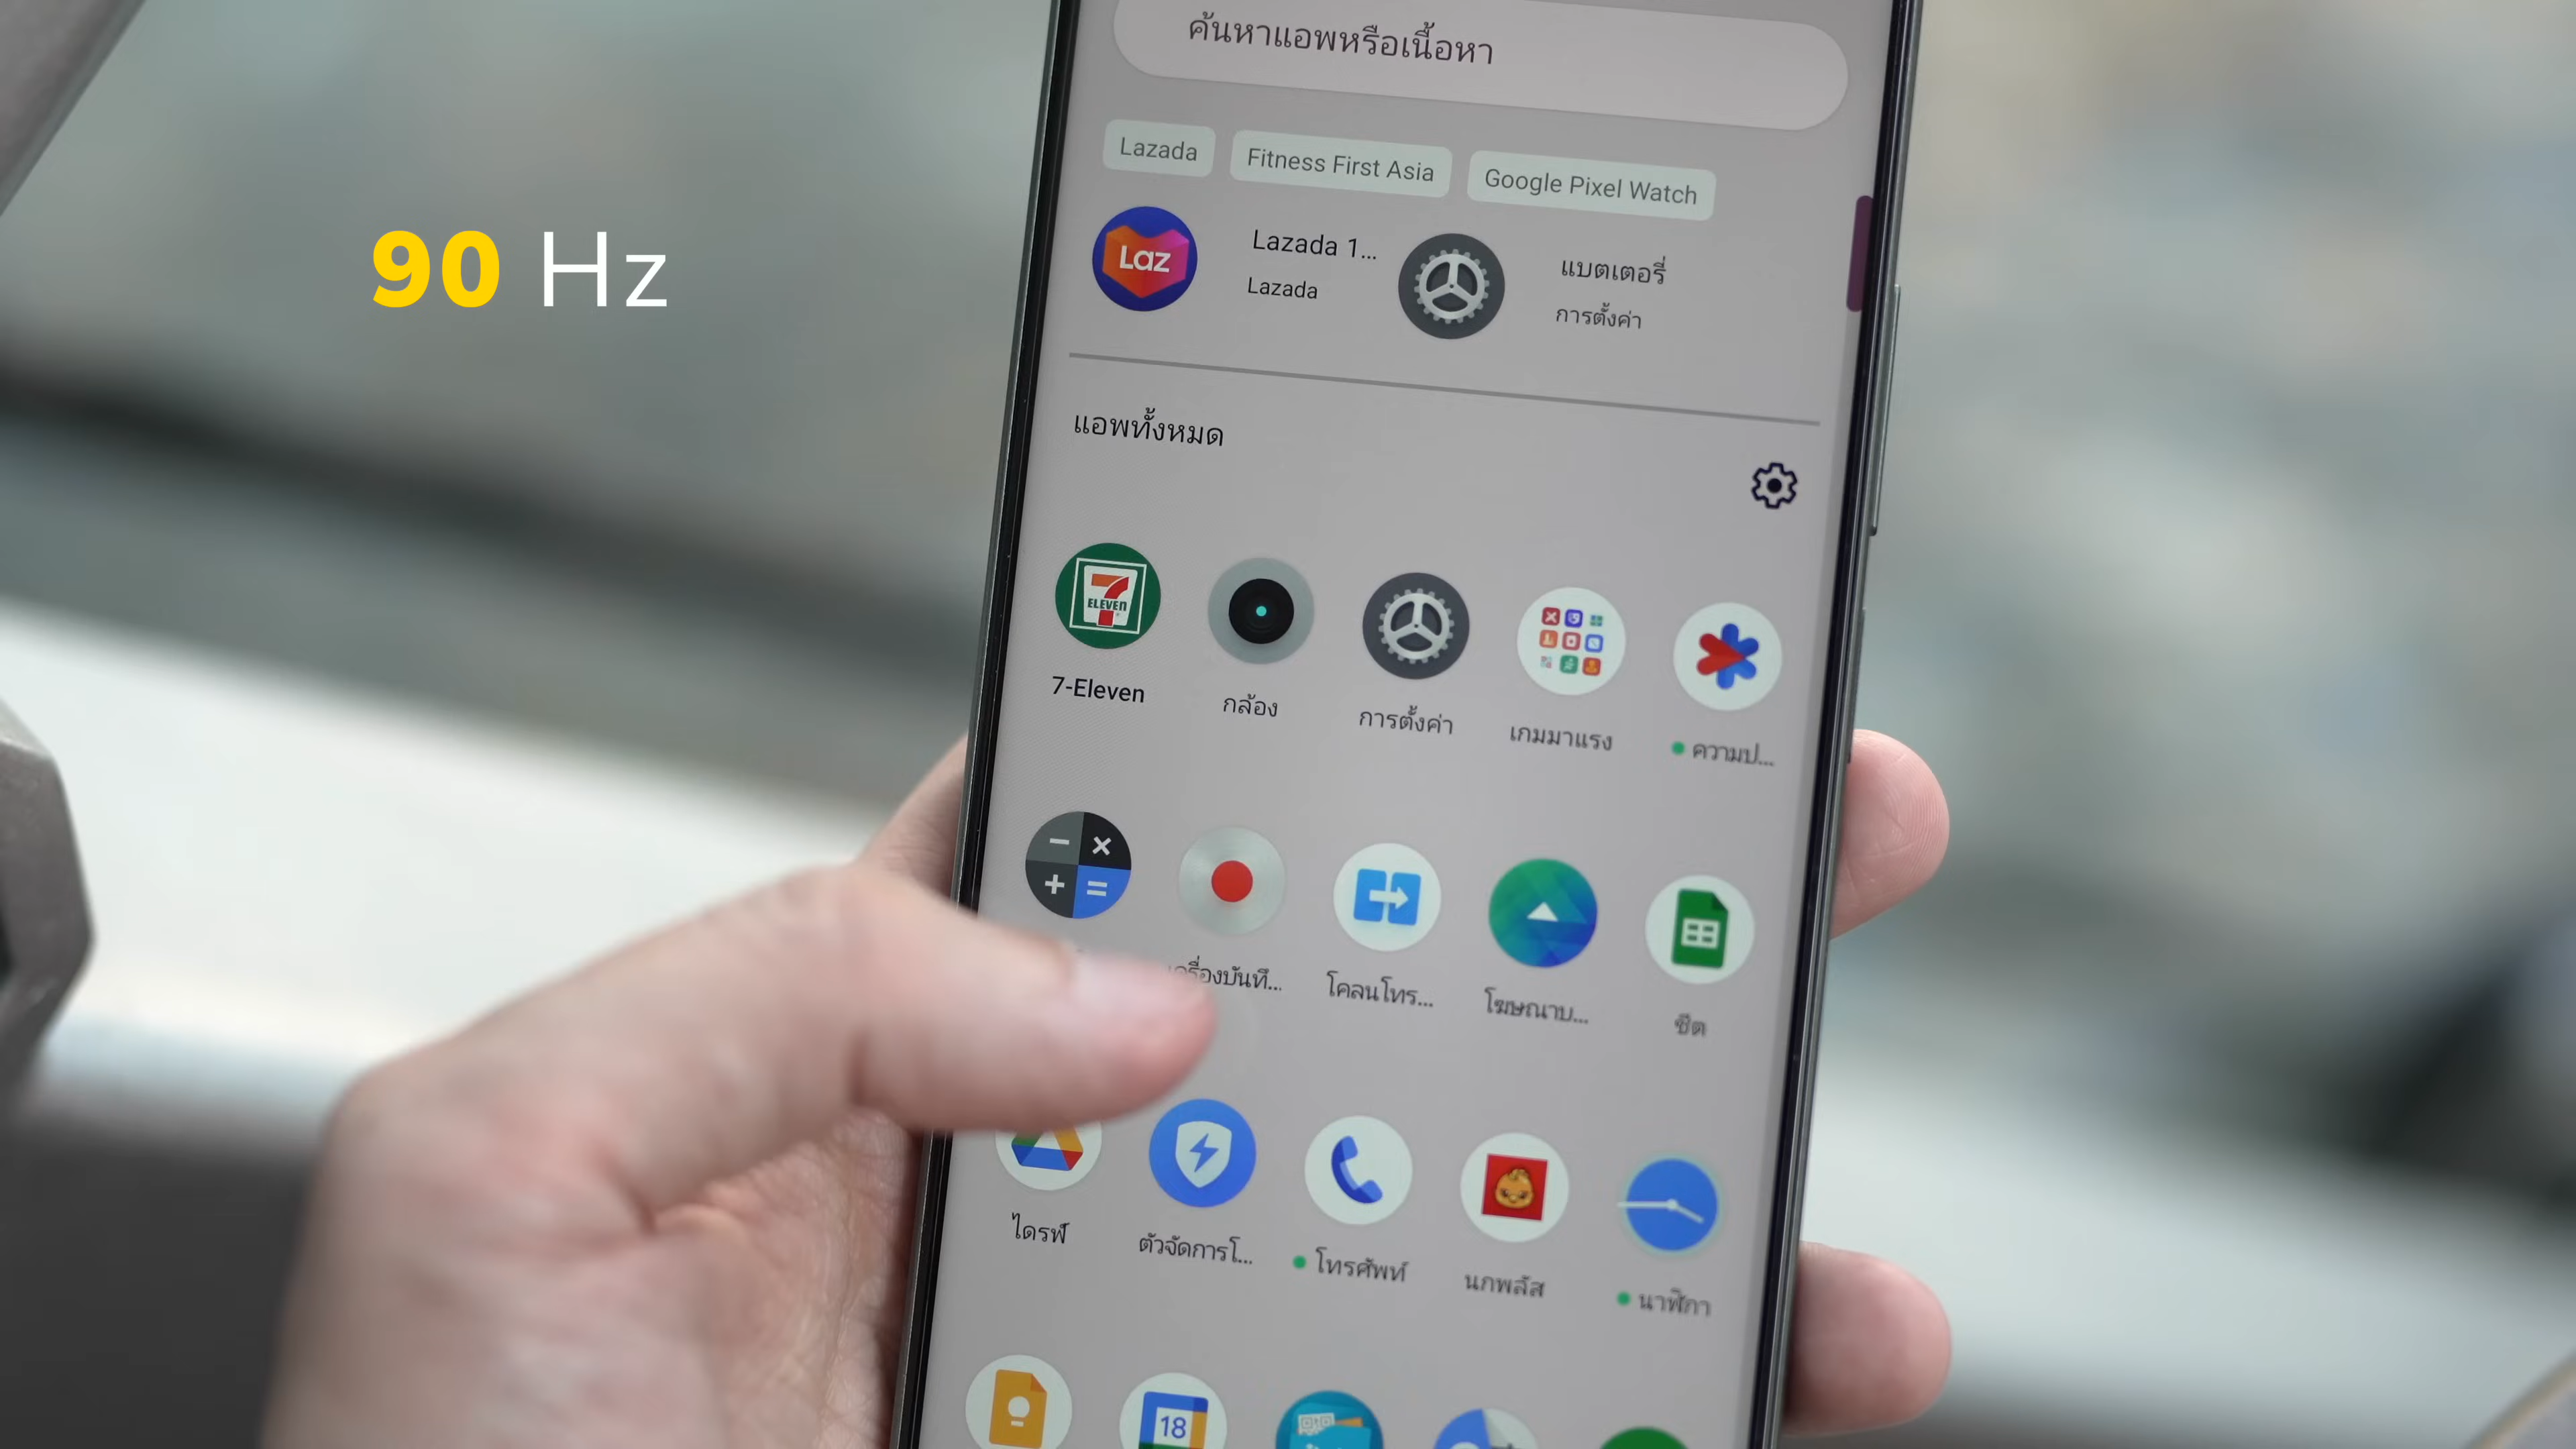 90 Hz
ค้นหาแอพหรือเนื้อหา
Lazada
Fitness First Asia
Google Pixel Watch
Laz
Lazada 1...
Lazada
แบตเตอรี่
การตั้งค่า
แอพทั้งหมด
7
ELEVEN
7-Eleven
กล้อง
การตั้งค่า
เกมมาแรง
ความป...
เครื่องบันทึ...
โคลนโทร...
โฆษณาบ...
ชีต
ไดรฟ์
ตัวจัดการโ...
โทรศัพท์
นกพลัส
นาฬิกา
18